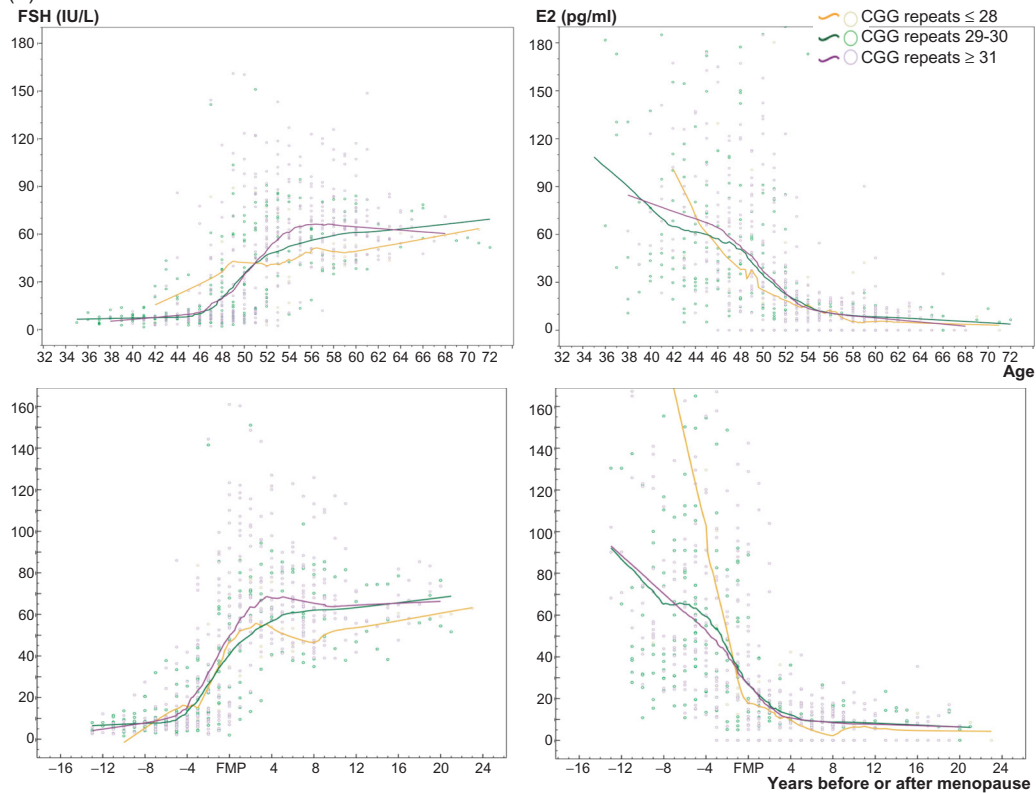 FSH (IU/L)
180
150
120
90
60
30
0
32 34 36 38 40 42 44 46 48 50 52 54 56 58 60 62 64 66 68 70 72
E2 (pg/ml)
CGG repeats ≤ 28
CGG repeats 29-30
CGG repeats ≥ 31
180
150
120
90
60
30
0
32 34 36 38 40 42 44 46 48 50 52 54 56 58 60 62 64 66 68 70 72
Age
160
140
120
100
80
60
40
20
0
−16 −12 −8 −4 FMP 4 8 12 16 20 24
160
140
120
100
80
60
40
20
0
−16 −12 −8 −4 FMP 4 8 12 16 20 24
Years before or after menopause